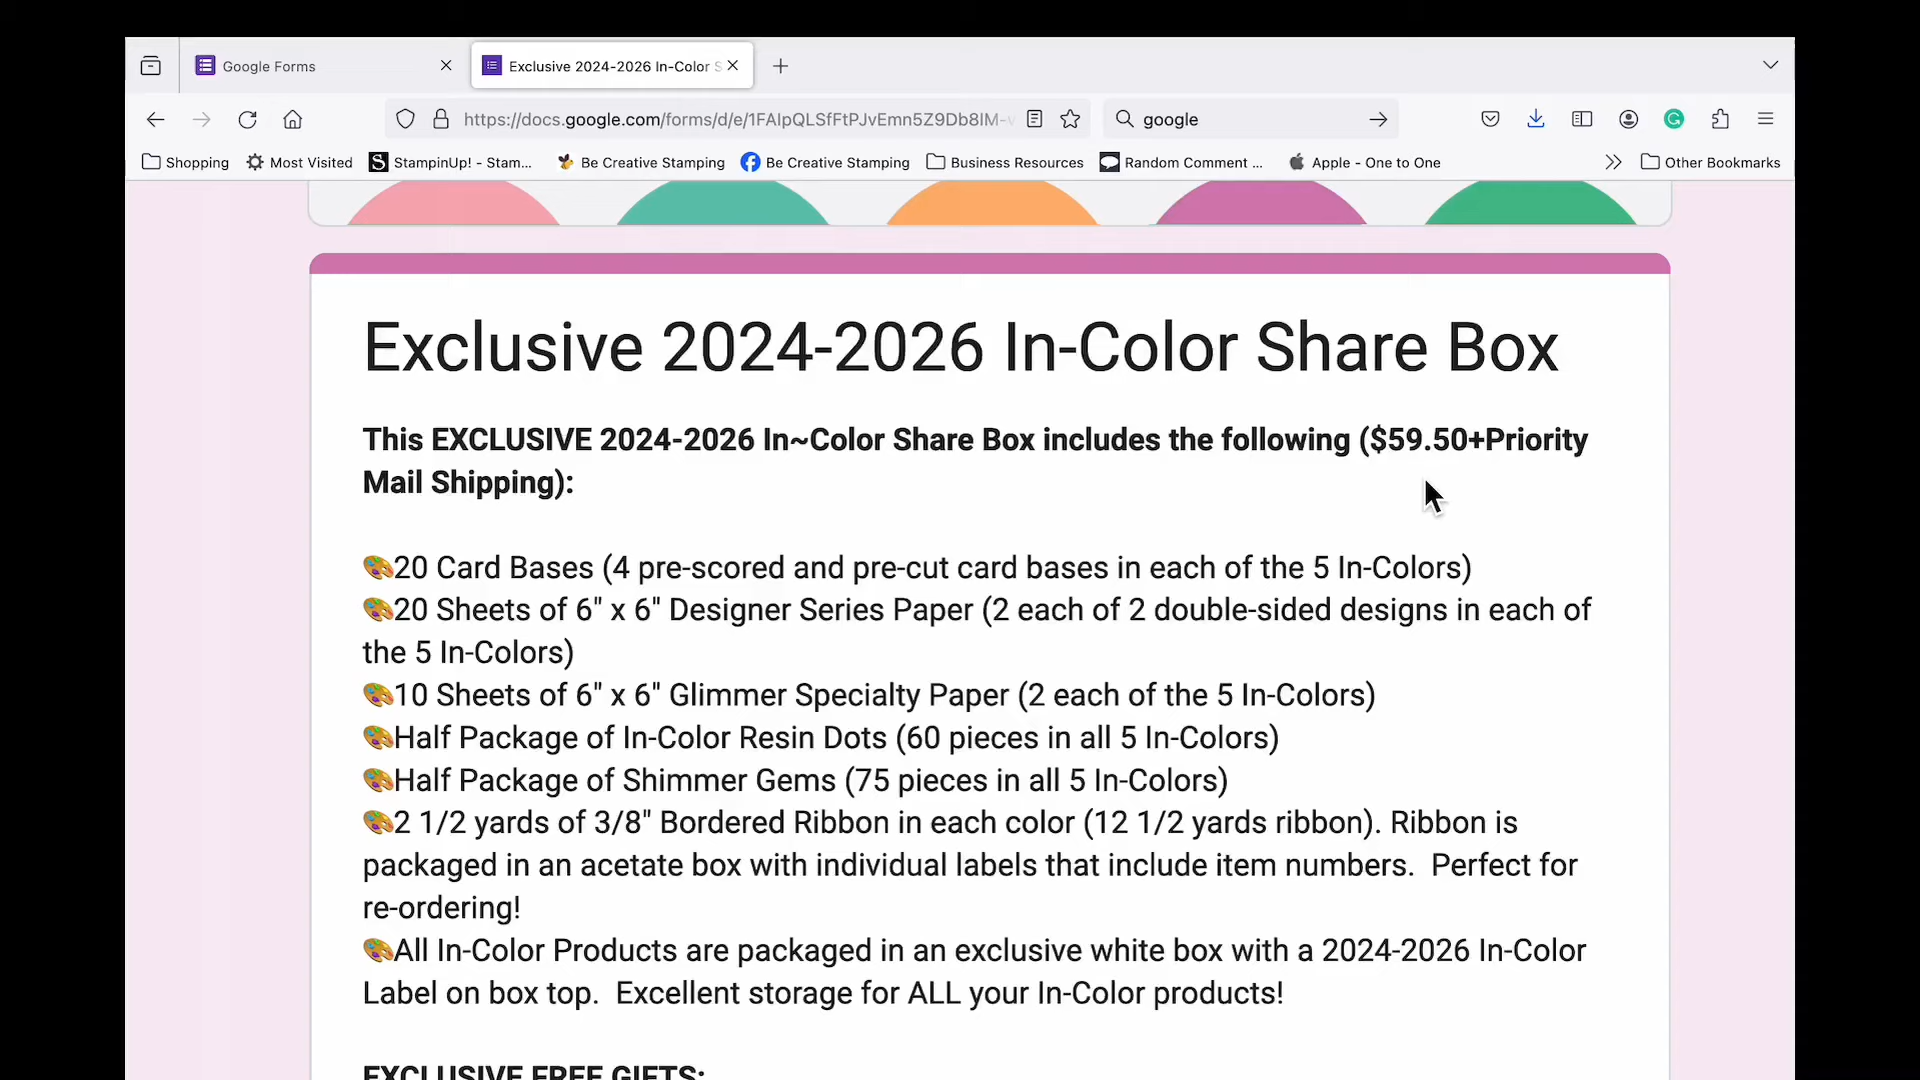 Google Forms
Exclusive 2024-2026 In-Color S
https://docs.google.com/forms/d/e/1FAIpQLSfFtPJvEmn5Z9Db8IM-
google
Shopping
Most Visited
StampinUp! - Stam...
Be Creative Stamping
Be Creative Stamping
Business Resources
Random Comment ...
Apple - One to One
Other Bookmarks
Exclusive 2024-2026 In-Color Share Box
This EXCLUSIVE 2024-2026 In~Color Share Box includes the following ($59.50+Priority
Mail Shipping):
🎨20 Card Bases (4 pre-scored and pre-cut card bases in each of the 5 In-Colors)
🎨20 Sheets of 6" x 6" Designer Series Paper (2 each of 2 double-sided designs in each of
the 5 In-Colors)
🎨10 Sheets of 6" x 6" Glimmer Specialty Paper (2 each of the 5 In-Colors)
🎨Half Package of In-Color Resin Dots (60 pieces in all 5 In-Colors)
🎨Half Package of Shimmer Gems (75 pieces in all 5 In-Colors)
🎨2 1/2 yards of 3/8" Bordered Ribbon in each color (12 1/2 yards ribbon). Ribbon is
packaged in an acetate box with individual labels that include item numbers.  Perfect for
re-ordering!
🎨All In-Color Products are packaged in an exclusive white box with a 2024-2026 In-Color
Label on box top.  Excellent storage for ALL your In-Color products!
EXCLUSIVE FREE GIFTS: